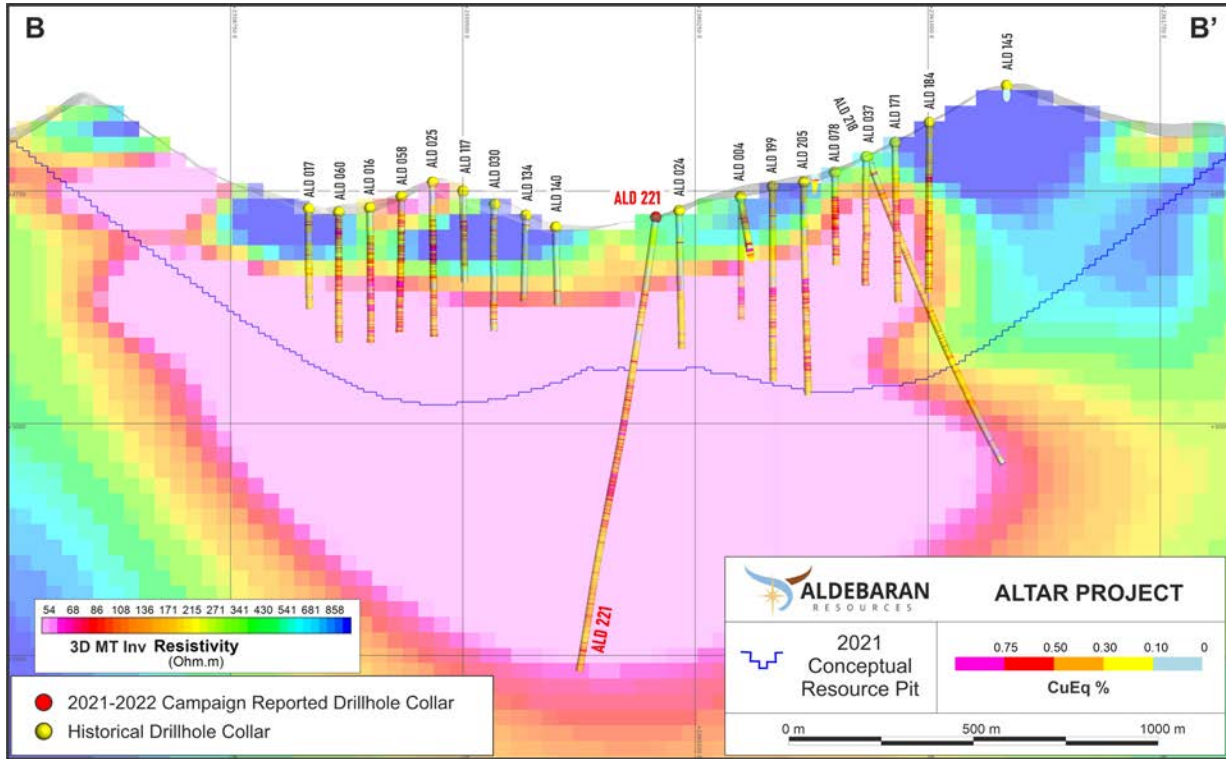 B
B’
ALD 017
ALD 060
ALD 016
ALD 058
ALD 025
ALD 117
ALD 030
ALD 134
ALD 140
ALD 221
ALD 024
ALD 004
ALD 199
ALD 205
ALD 078
ALD 218
ALD 037
ALD 171
ALD 184
ALD 145
ALD 221
54 68 86 108 136 171 215 271 341 430 541 681 858
3D MT Inv Resistivity
(Ohm.m)
2021-2022 Campaign Reported Drillhole Collar
Historical Drillhole Collar
ALDEBARAN
RESOURCES
ALTAR PROJECT
2021
Conceptual
Resource Pit
0.75 0.50 0.30 0.10 0
CuEq %
0 m 500 m 1000 m